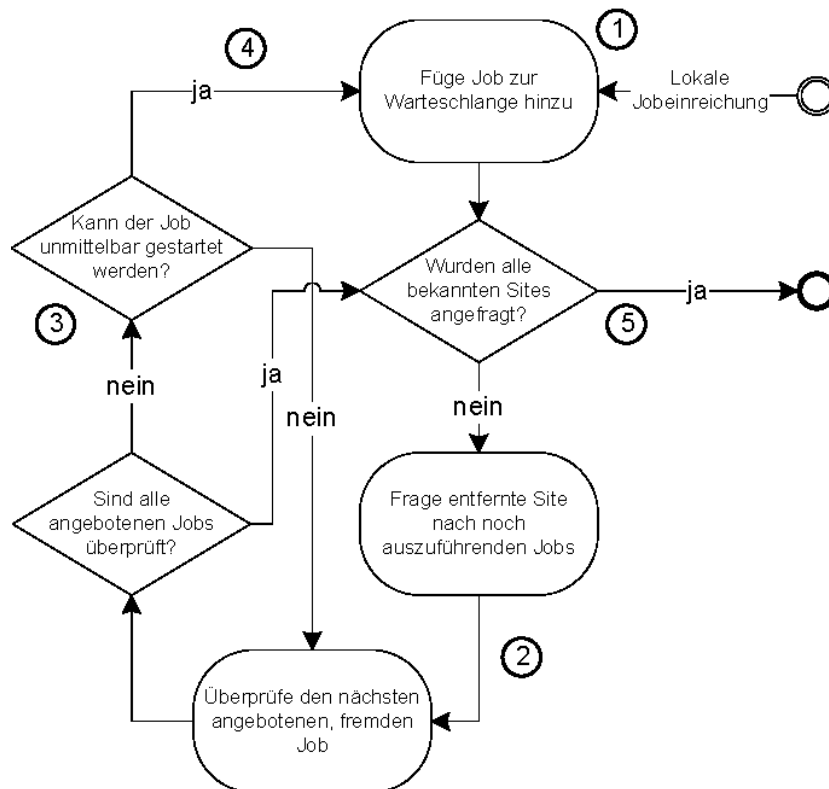 4
1
ja
Füge Job zur
Warteschlange hinzu
Lokale
Jobeinreichung
Kann der Job
unmittelbar gestartet
werden?
Wurden alle
bekannten Sites
angefragt?
ja
3
5
nein
ja
nein
nein
Sind alle
angebotenen Jobs
überprüft?
Frage entfernte Site
nach noch
auszuführenden Jobs
2
Überprüfe den nächsten
angebotenen, fremden
Job